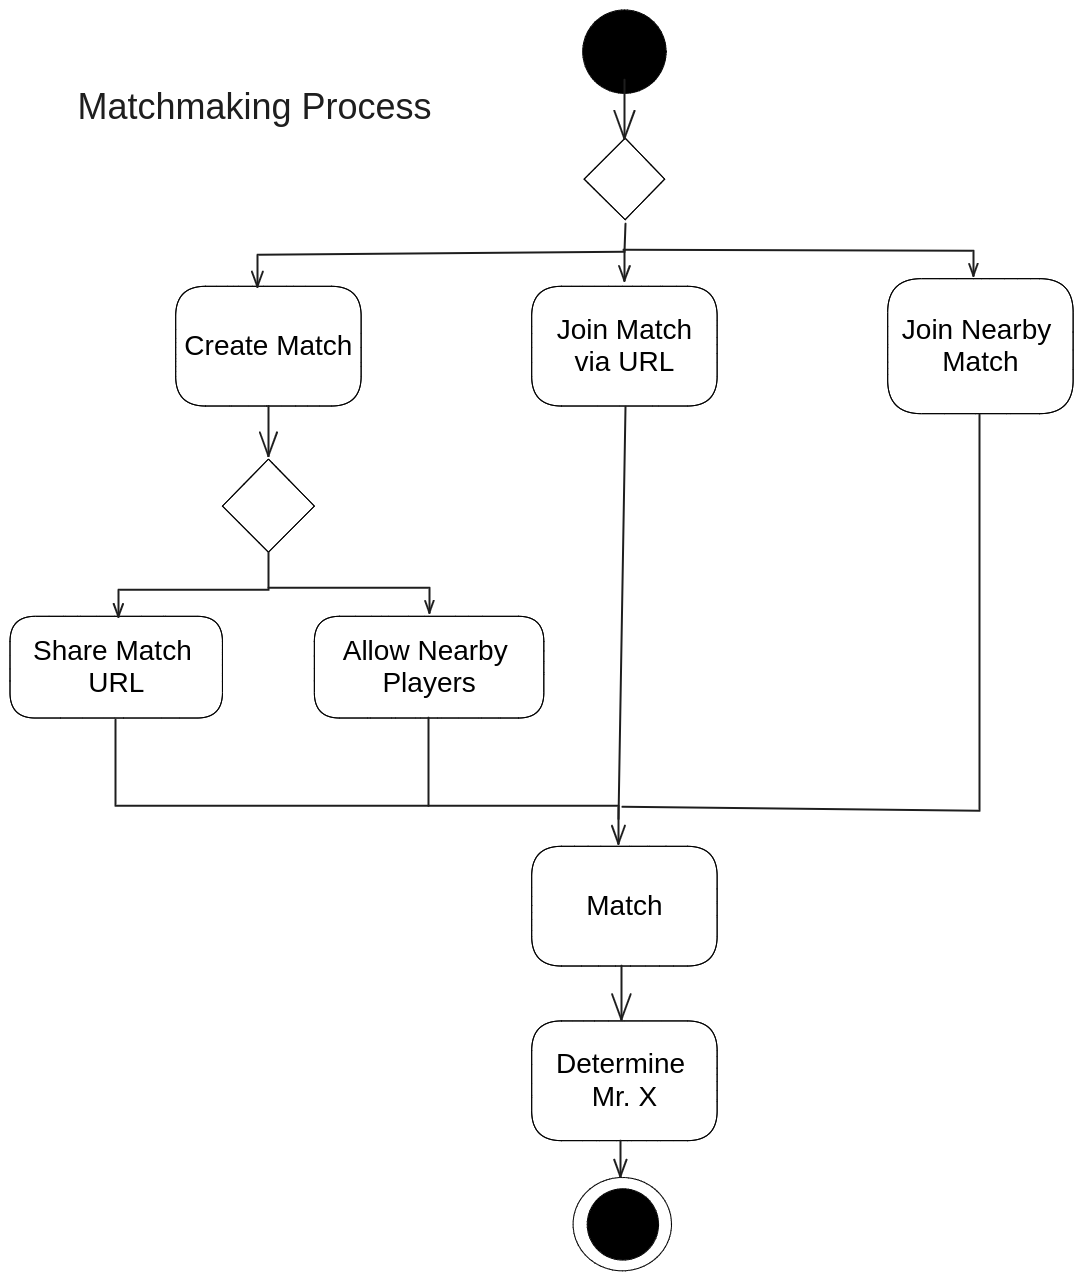 Matchmaking Process
Create Match
Join Match
via URL
Join Nearby
Match
Share Match
URL
Allow Nearby
Players
Match
Determine
Mr. X